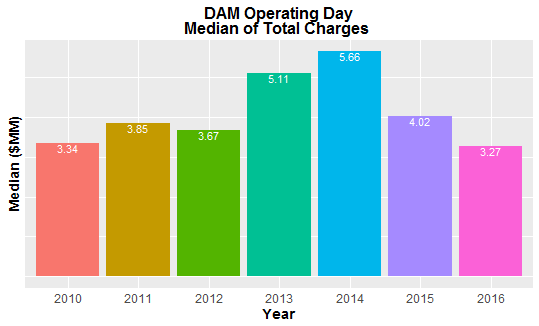 DAM Operating Day
Median of Total Charges
Median ($MM)
3.34
3.85
3.67
5.11
5.66
4.02
3.27
2010 2011 2012 2013 2014 2015 2016
Year